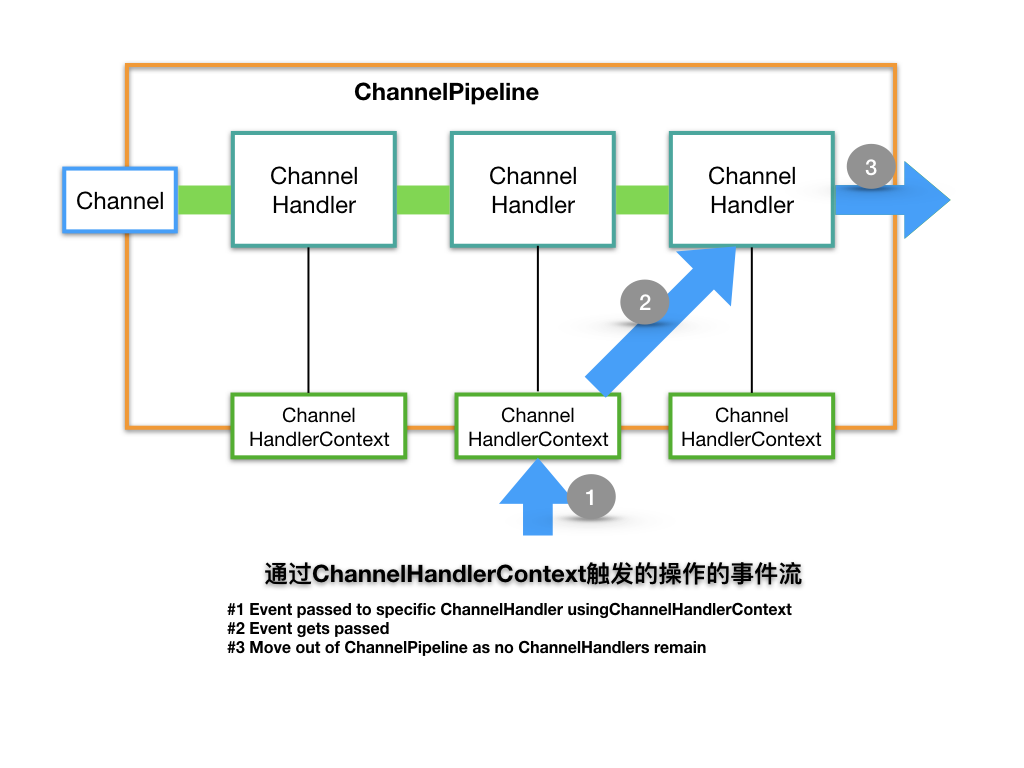 ChannelPipeline
Channel
Channel
Handler
Channel
Handler
Channel
Handler
3
2
Channel
HandlerContext
Channel
HandlerContext
Channel
HandlerContext
1
通过ChannelHandlerContext触发的操作的事件流
#1 Event passed to specific ChannelHandler usingChannelHandlerContext
#2 Event gets passed
#3 Move out of ChannelPipeline as no ChannelHandlers remain